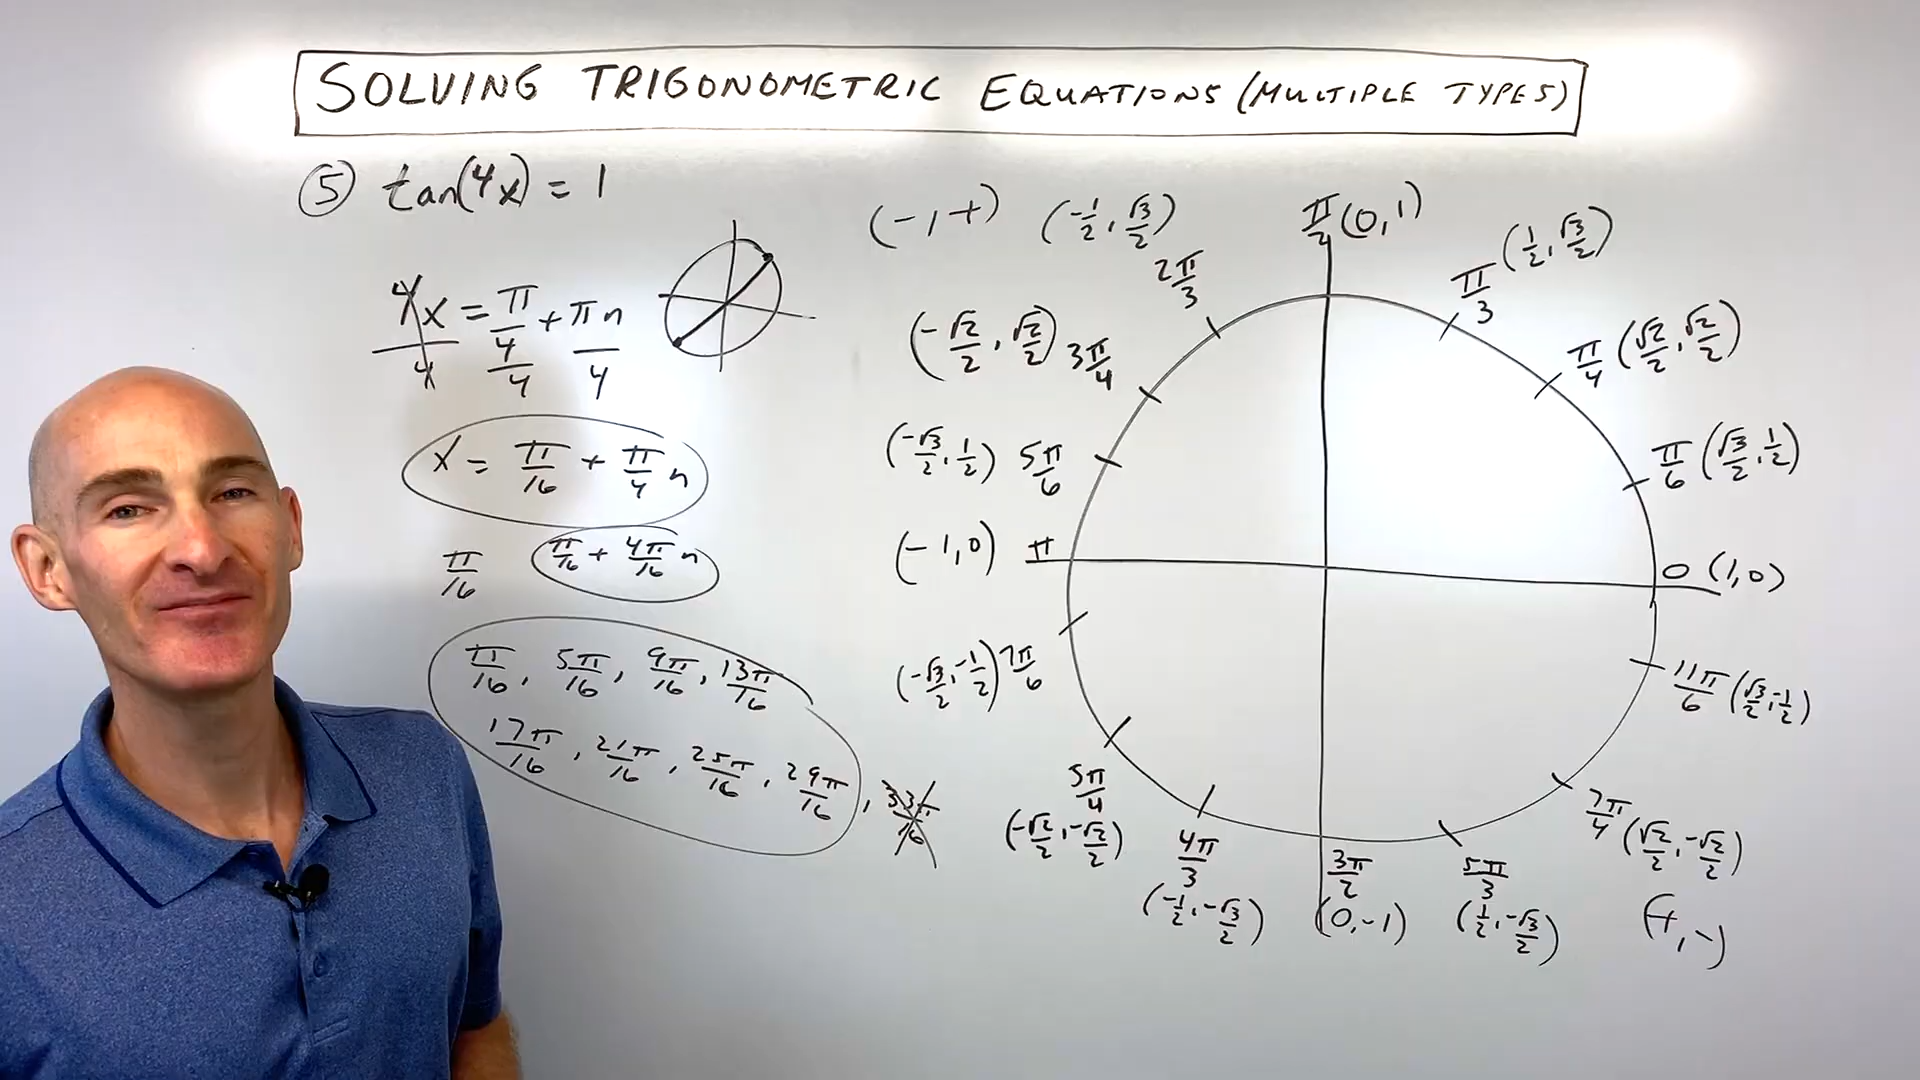 SOLVING TRIGONOMETRIC EQUATIONS (MULTIPLE TYPES)
⑤ tan(4x) = 1
4x/4 = π/4/4 + πn/4
x = π/16 + π/4 n
π/16
π/16 + 4π/16 n
π/16, 5π/16, 9π/16, 13π/16
17π/16, 21π/16, 25π/16, 29π/16, 33π/16
(-,+)
(-1/2, √3/2)
2π/3
π/2 (0,1)
π/3 (1/2, √3/2)
(-√2/2, √2/2) 3π/4
π/4 (√2/2, √2/2)
(-√3/2, 1/2) 5π/6
π/6 (√3/2, 1/2)
(-1,0) π
0 (1,0)
(-√3/2, -1/2) 7π/6
11π/6 (√3/2, -1/2)
5π/4
(-√2/2, -√2/2)
7π/4 (√2/2, -√2/2)
4π/3
(-1/2, -√3/2)
3π/2
(0,-1)
5π/3
(1/2, -√3/2)
(+,-)